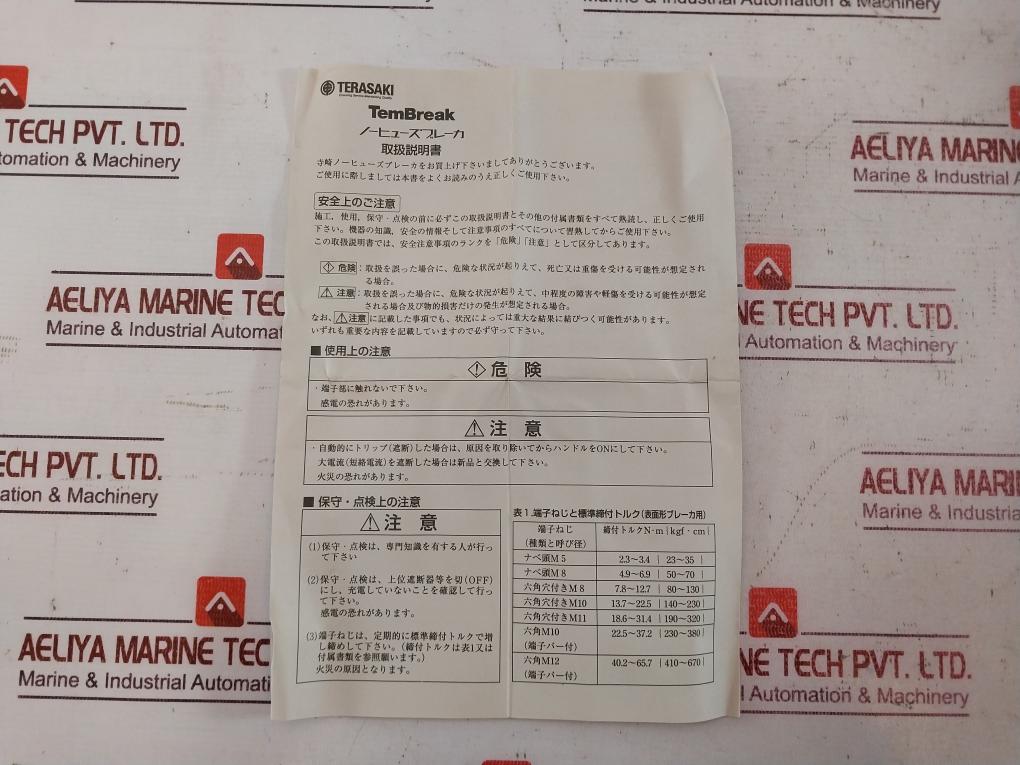 Marine & Industrial Automation & Machinery
TECH PVT. LTD.
utomation & Machinery
AELIYA MARINE
Marine & Industrial
AELIYA MARINE TEC
Marine & Industrial Automat
NE TECH PVT. LTD.
al Automation & Machinery
ECH PVT. LTD.
Automation & Machinery
AELIYA MARI
Marine & Indust
AELIYA MARINE TEC
Marine & Industrial Automati
NE TECH PVT. LTD.
Automation & Machinery
TERASAKI
TemBreak
ノーヒューズブレーカ
取扱説明書
寺崎ノーヒューズブレーカをお買上げ下さいましてありがとうございます。
ご使用に際しましては本書をよくお読みのうえ正しくご使用下さい。
安全上のご注意
施工，使用，保守・点検の前に必ずこの取扱説明書とその他の付属書類をすべて熟読し、正しくご使用
下さい。機器の知識，安全の情報そして注意事項のすべてについて習熟してからご使用下さい。
この取扱説明書では、安全注意事項のランクを「危険」「注意」として区分してあります。
危険：取扱を誤った場合に、危険な状況が起りえて、死亡又は重傷を受ける可能性が想定され
る場合。
注意：取扱を誤った場合に、危険な状況が起りえて、中程度の障害や軽傷を受ける可能性が想定
される場合及び物的損害だけの発生が想定される場合。
なお、注意に記載した事項でも、状況によっては重大な結果に結びつく可能性があります。
いずれも重要な内容を記載していますので必ず守って下さい。
■ 使用上の注意
危 険
・端子部に触れないで下さい。
感電の恐れがあります。
注 意
・自動的にトリップ(遮断)した場合は、原因を取り除いてからハンドルをONにして下さい。
大電流(短絡電流)を遮断した場合は新品と交換して下さい。
火災の恐れがあります。
■ 保守・点検上の注意
注 意
(1)保守・点検は、専門知識を有する人が行っ
て下さい
(2)保守・点検は、上位遮断器等を切(OFF)
にし、充電していないことを確認して行っ
て下さい。
感電の恐れがあります。
(3)端子ねじは、定期的に標準締付トルクで増
し締めして下さい。(締付トルクは表1又は
付属書類を参照願います。)
火災の原因となります。
表1.端子ねじと標準締付トルク(表面形ブレーカ用)
端子ねじ 締付トルクN・m｜kgf・cm｜
(種類と呼び径)
ナベ頭M 5 2.3〜3.4｜23〜35｜
ナベ頭M 8 4.9〜6.9｜50〜70｜
六角穴付きM 8 7.8〜12.7｜80〜130｜
六角穴付きM10 13.7〜22.5｜140〜230｜
六角穴付きM11 18.6〜31.4｜190〜320｜
六角M10 22.5〜37.2｜230〜380｜
(端子バー付)
六角M12 40.2〜65.7｜410〜670｜
(端子バー付)